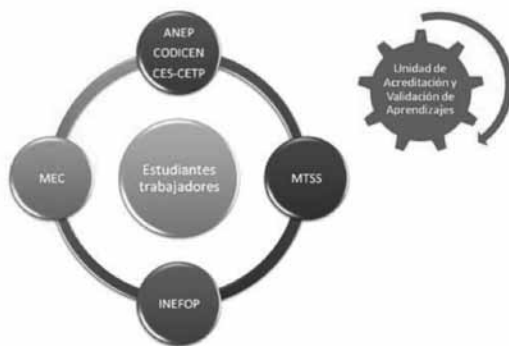 ANEP
CODICEN
CES-CETP
Unidad de
Acreditación y
Validación de
Aprendizajes
MEC
Estudiantes
trabajadores
MTSS
INEFOP